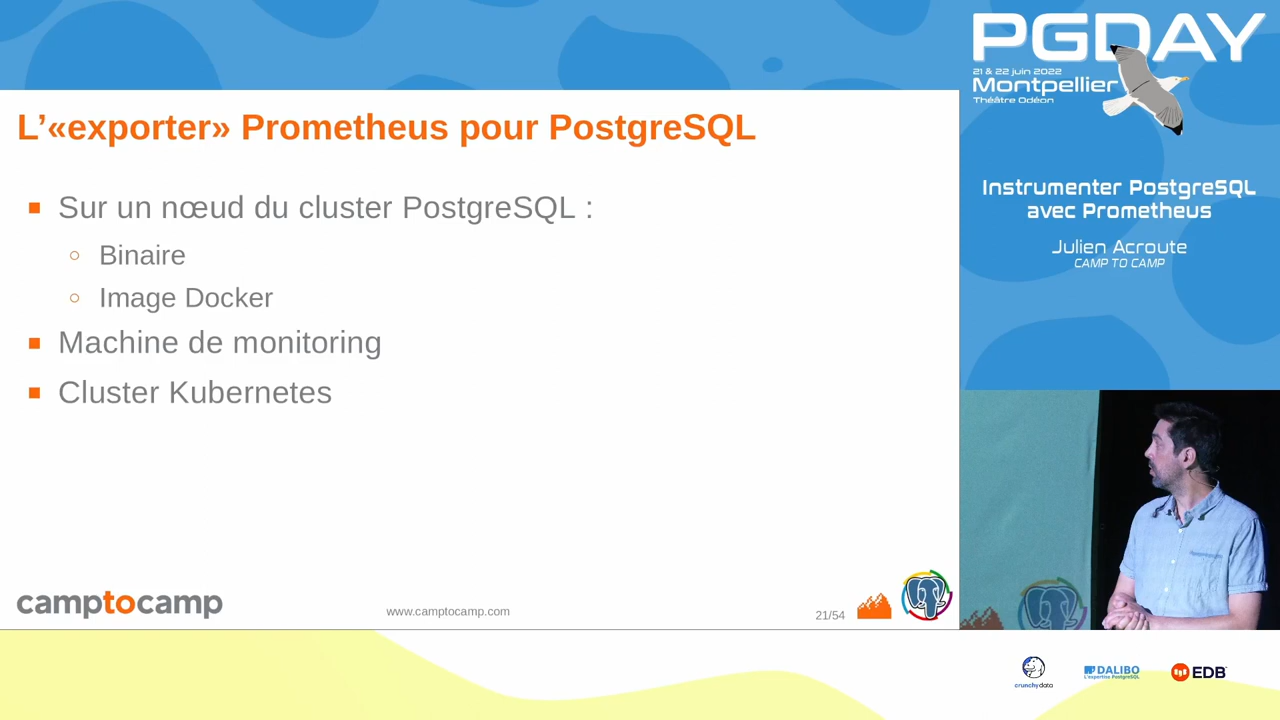 L'«exporter» Prometheus pour PostgreSQL
Sur un nœud du cluster PostgreSQL :
Binaire
Image Docker
Machine de monitoring
Cluster Kubernetes
camptocamp
www.camptocamp.com
21/54
PGDAY
21 & 22 juin 2022
Montpellier
Théâtre Odéon
Instrumenter PostgreSQL
avec Prometheus
Julien Acroute
CAMP TO CAMP
crunchydata
DALIBO
L'expertise PostgreSQL
EDB